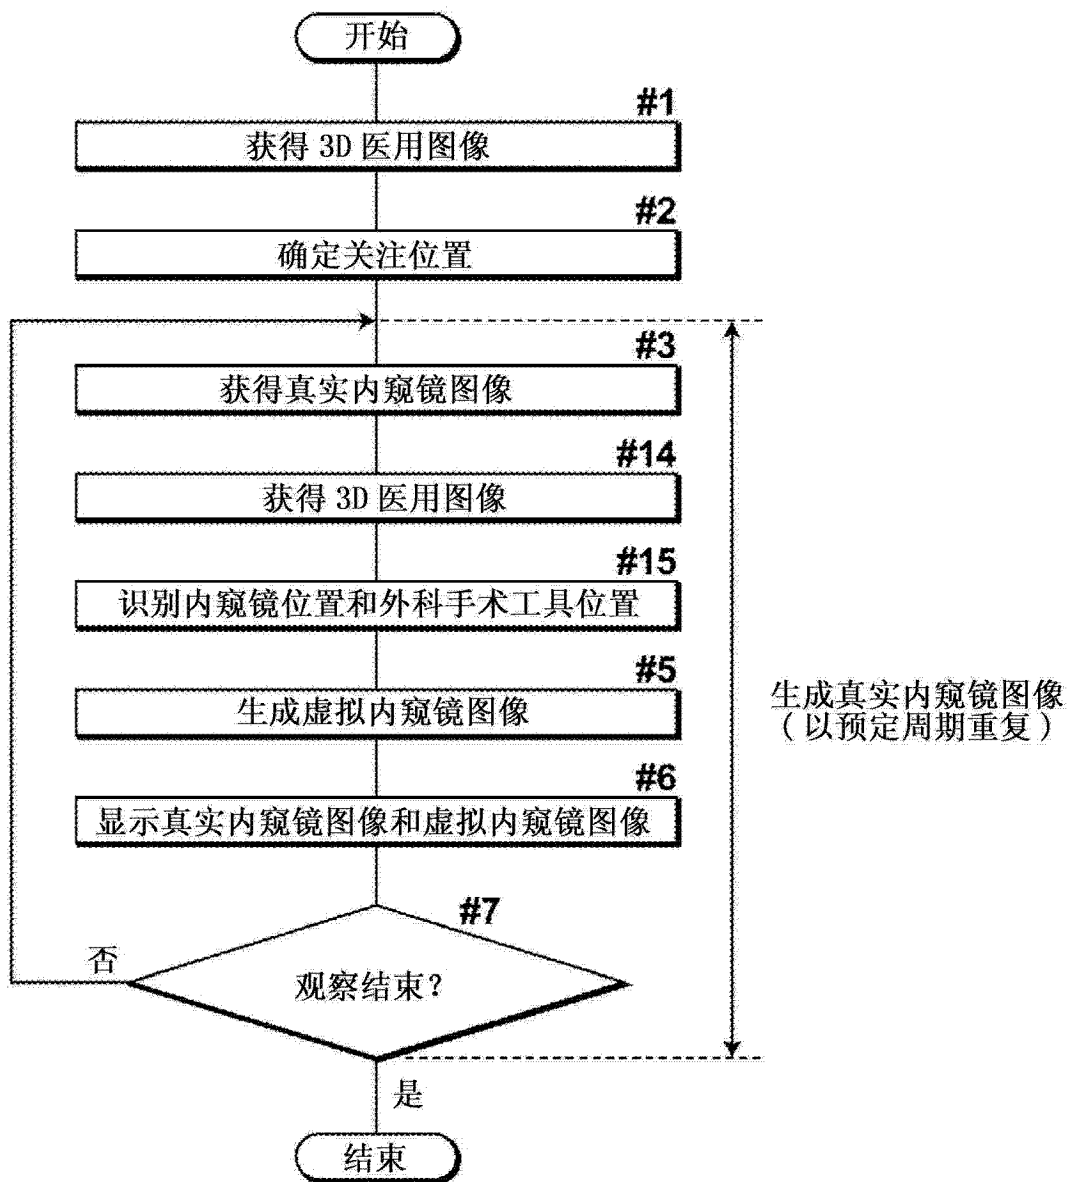 开始
#1
获得 3D 医用图像
#2
确定关注位置
#3
获得真实内窥镜图像
#14
获得 3D 医用图像
#15
识别内窥镜位置和外科手术工具位置
#5
生成虚拟内窥镜图像
#6
显示真实内窥镜图像和虚拟内窥镜图像
生成真实内窥镜图像
(以预定周期重复)
#7
观察结束?
否
是
结束